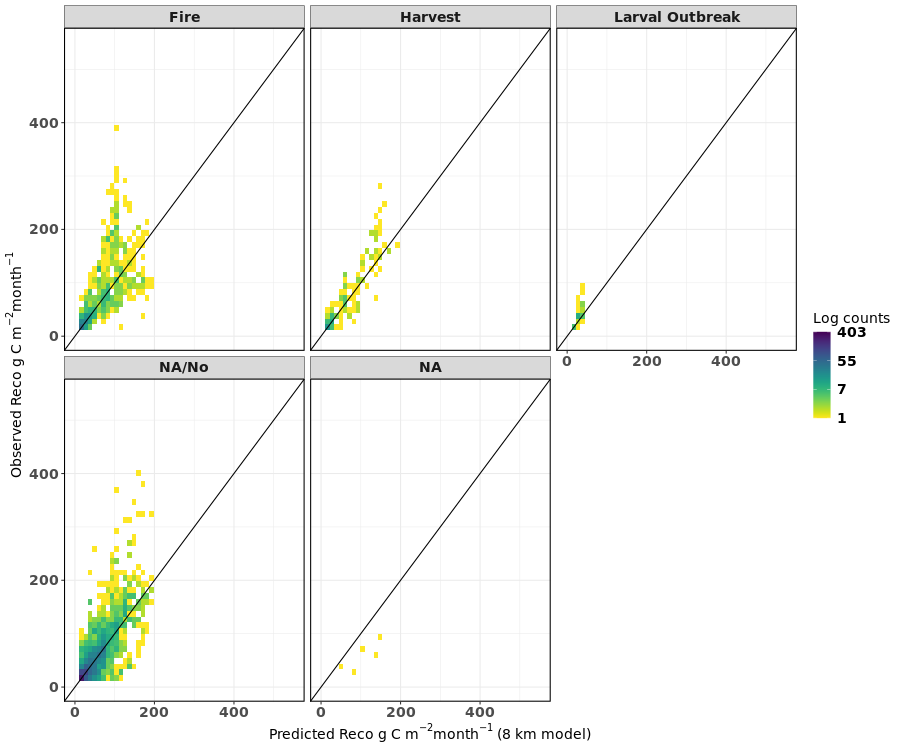 Fire
Harvest
Larval Outbreak
400
200
0
0 200 400
NA/No
NA
400
200
0
0 200 400
0 200 400
Observed Reco g C m⁻²month⁻¹
Predicted Reco g C m⁻²month⁻¹ (8 km model)
Log counts
403
55
7
1